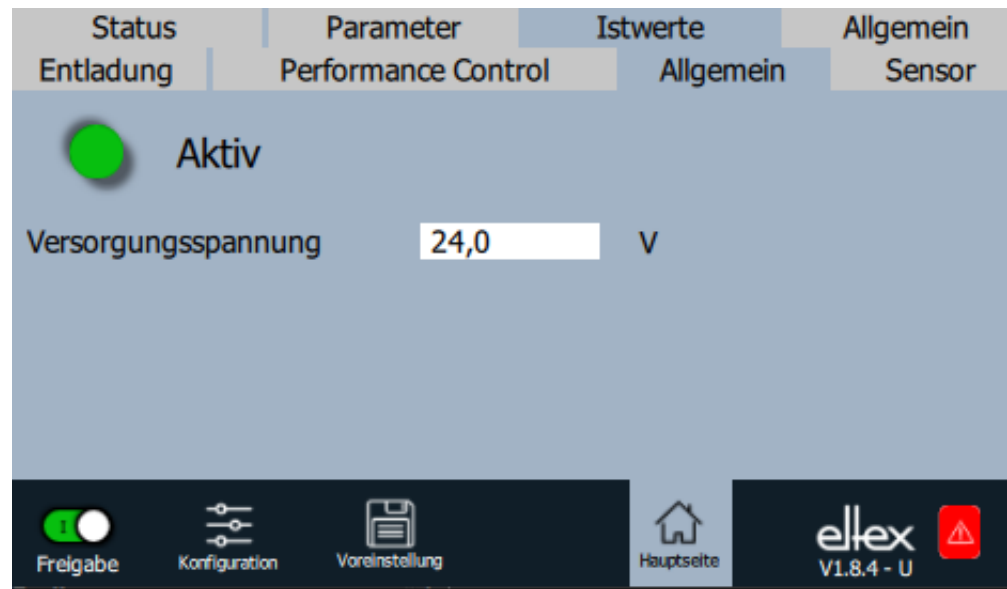 Status Parameter Istwerte Allgemein
Entladung Performance Control Allgemein Sensor
Aktiv
Versorgungsspannung 24,0 V
I
Freigabe Konfiguration Voreinstellung Hauptseite
eltex
V1.8.4 - U